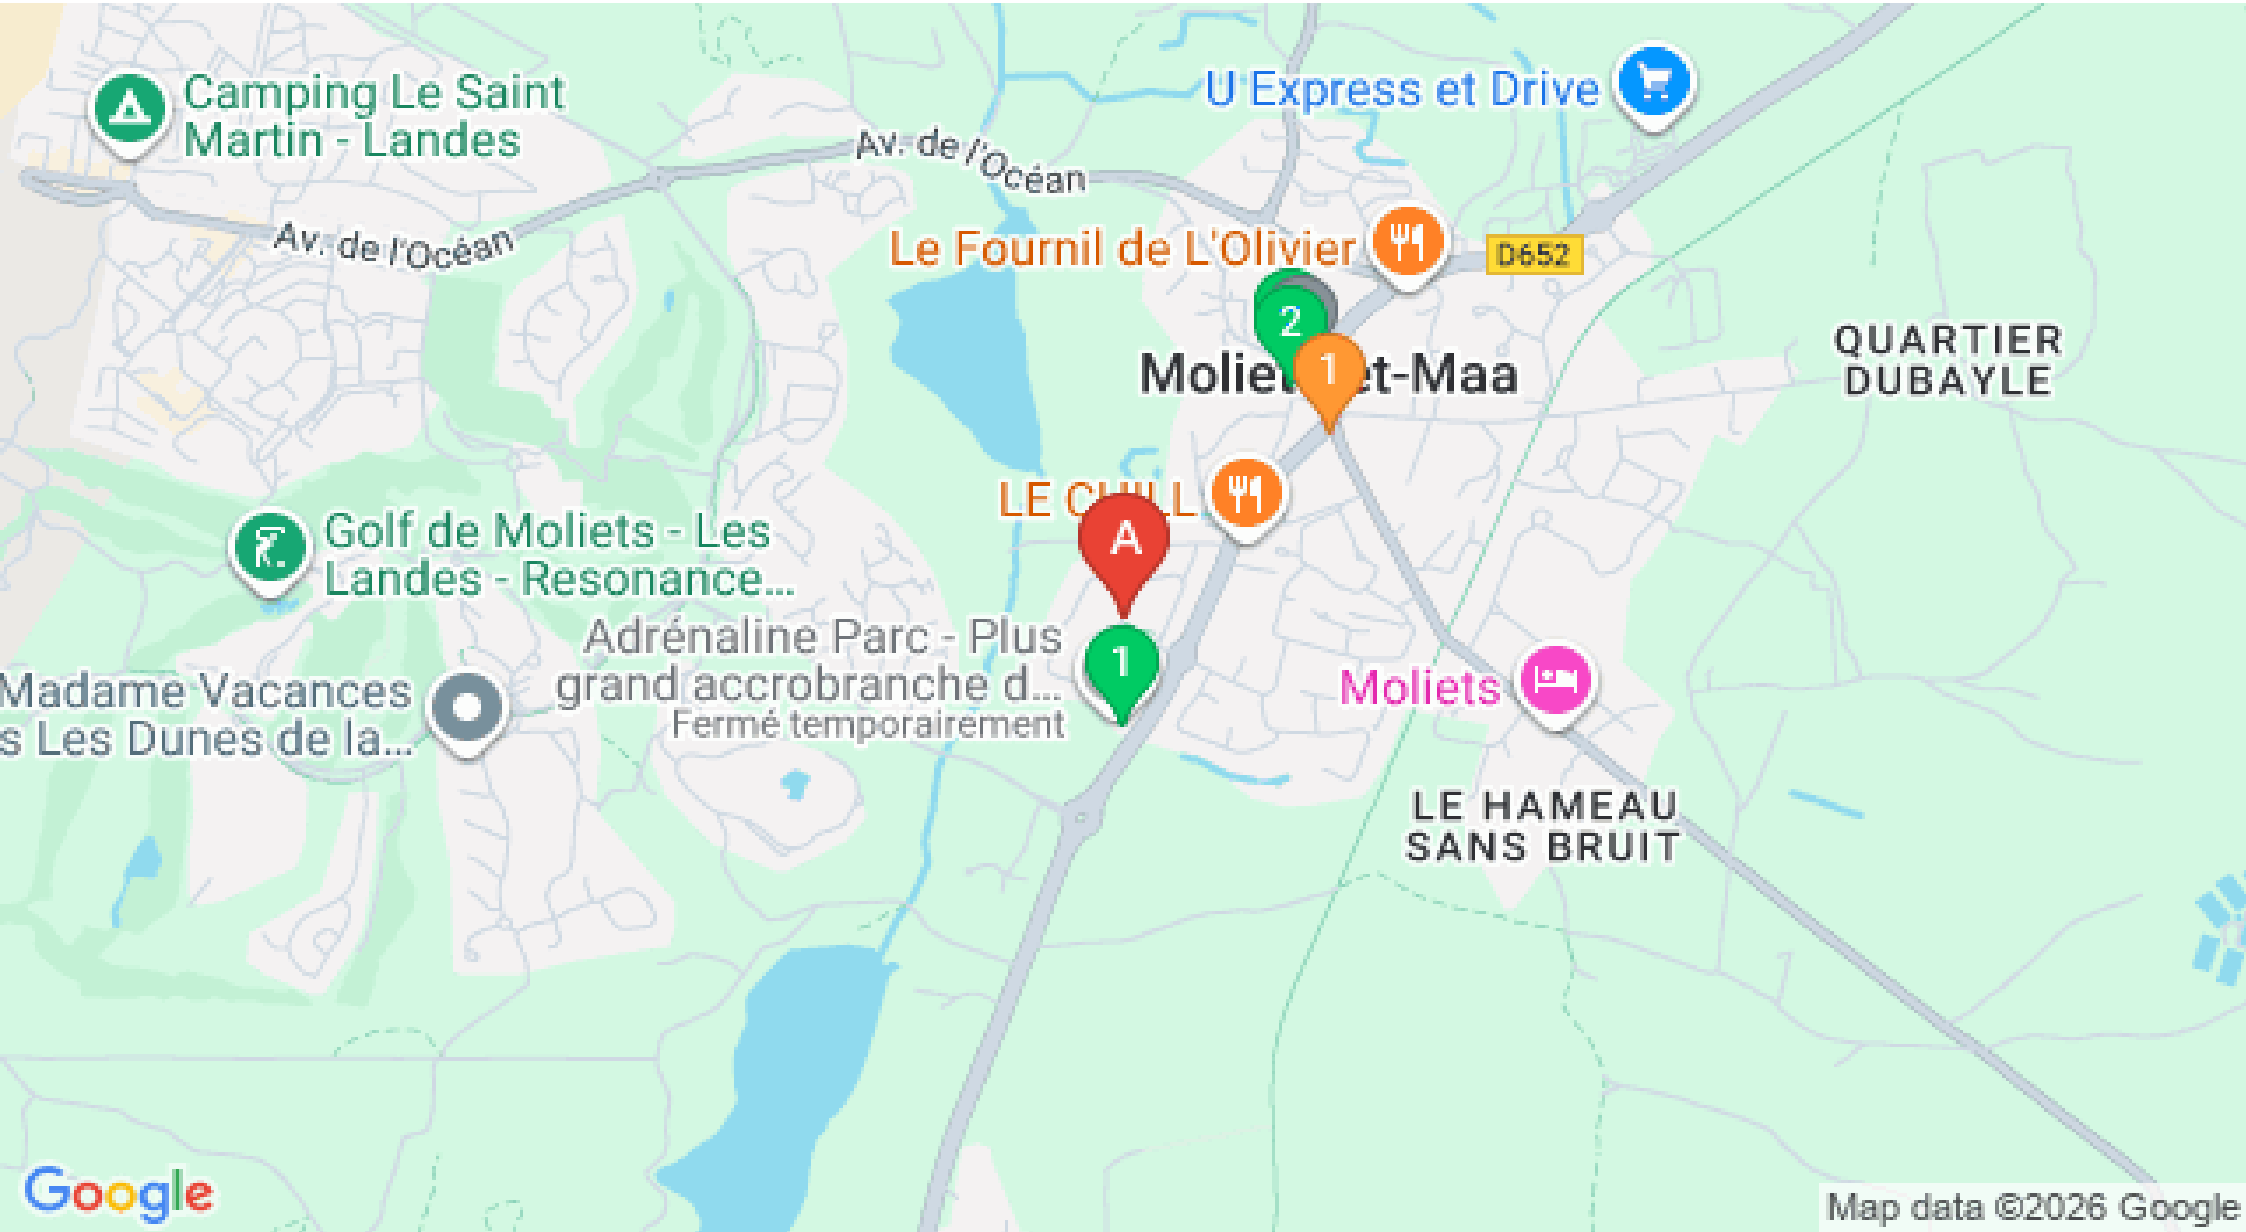 Camping Le Saint
Martin - Landes
U Express et Drive
Av. de l'Océan
Av. de l'Océan
Le Fournil de L'Olivier
D652
2
1
QUARTIER
DUBAYLE
LE
A
Golf de Moliets - Les
Landes - Resonance...
Adrénaline Parc - Plus
grand accrobranche d...
Fermé temporairement
1
Moliets
Madame Vacances
s Les Dunes de la...
LE HAMEAU
SANS BRUIT
Google
Map data ©2026 Google